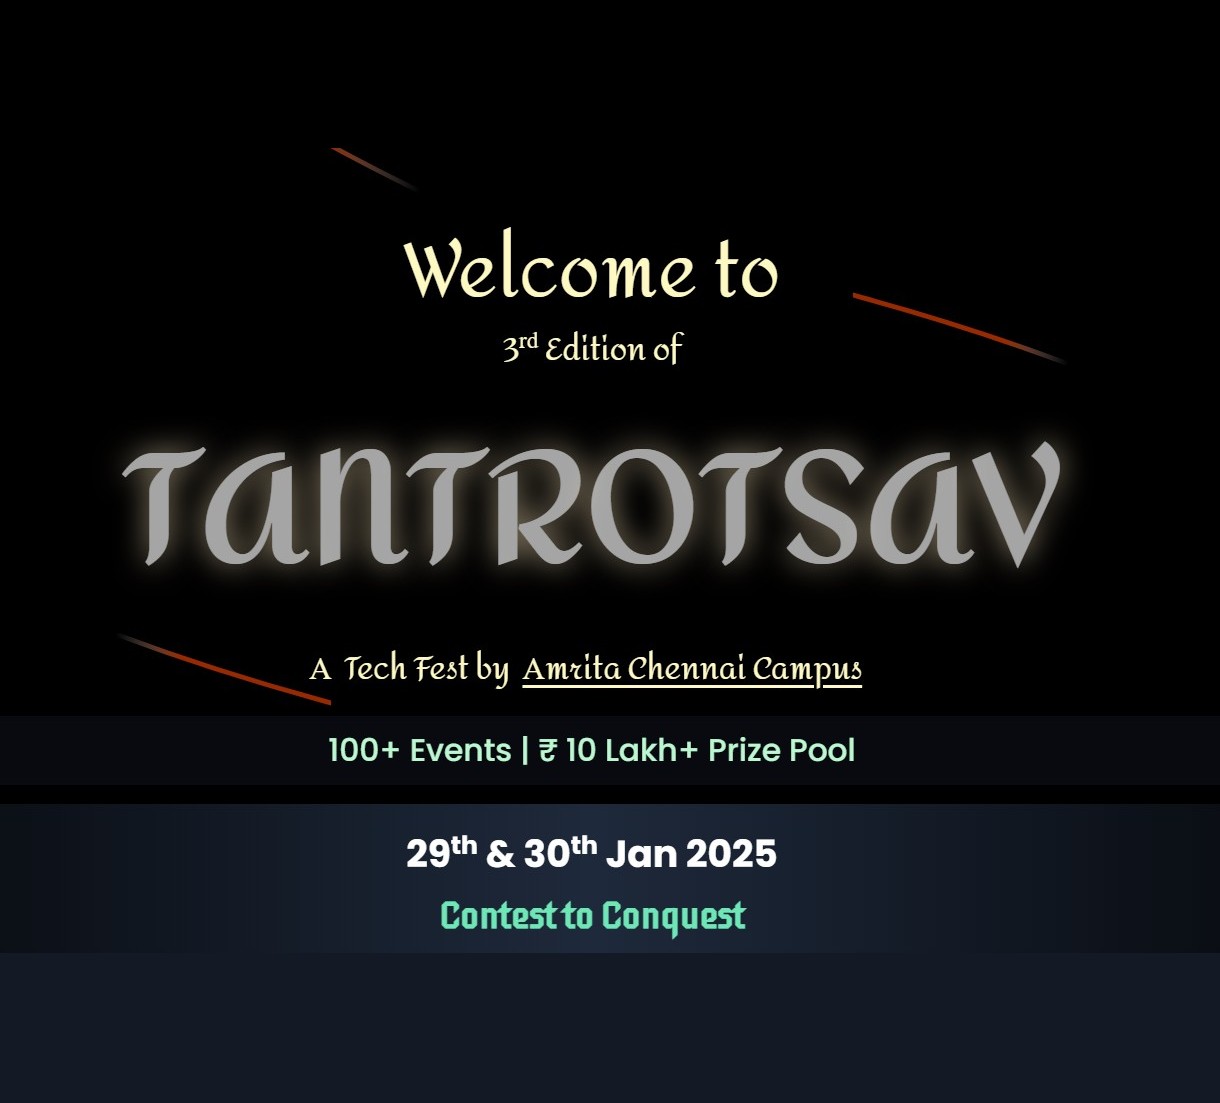 Welcome to
3rd Edition of
TANTROTSAV
A Tech Fest by Amrita Chennai Campus
100+ Events | ₹ 10 Lakh+ Prize Pool
29th & 30th Jan 2025
Contest to Conquest